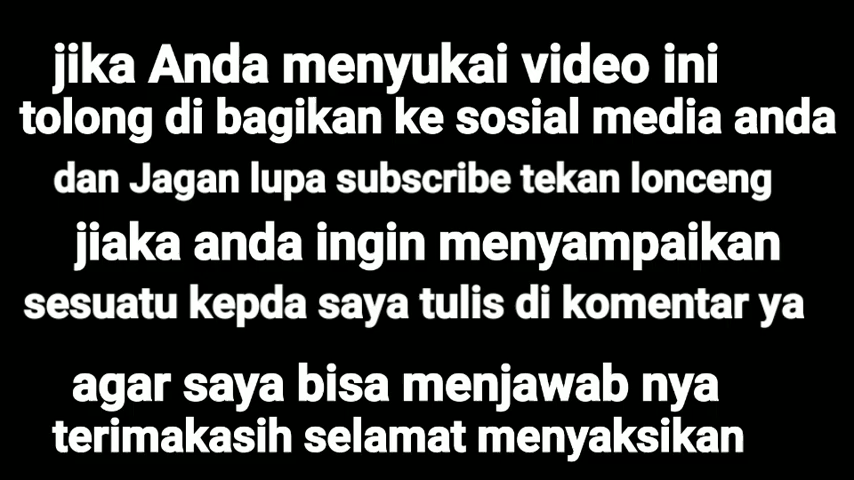 jika Anda menyukai video ini
tolong di bagikan ke sosial media anda
dan Jagan lupa subscribe tekan lonceng
jiaka anda ingin menyampaikan
sesuatu kepda saya tulis di komentar ya
agar saya bisa menjawab nya
terimakasih selamat menyaksikan